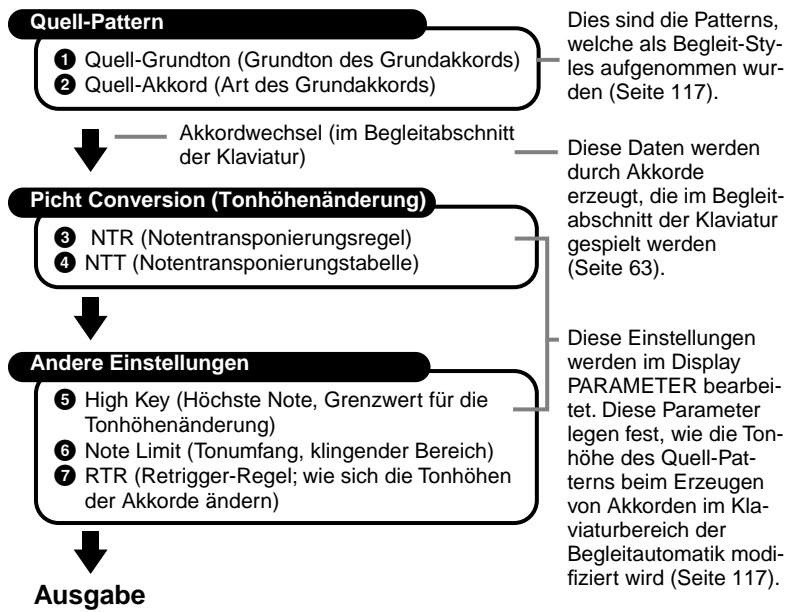 Quell-Pattern
❶ Quell-Grundton (Grundton des Grundakkords)
❷ Quell-Akkord (Art des Grundakkords)
Dies sind die Patterns,
welche als Begleit-Sty-
les aufgenommen wur-
den (Seite 117).
Akkordwechsel (im Begleitabschnitt
der Klaviatur)
Diese Daten werden
durch Akkorde
erzeugt, die im Begleit-
abschnitt der Klaviatur
gespielt werden
(Seite 63).
Picht Conversion (Tonhöhenänderung)
❸ NTR (Notentransponierungsregel)
❹ NTT (Notentransponierungstabelle)
Andere Einstellungen
❺ High Key (Höchste Note, Grenzwert für die
Tonhöhenänderung)
❻ Note Limit (Tonumfang, klingender Bereich)
❼ RTR (Retrigger-Regel; wie sich die Tonhöhen
der Akkorde ändern)
Diese Einstellungen
werden im Display
PARAMETER bearbei-
tet. Diese Parameter
legen fest, wie die Ton-
höhe des Quell-Pat-
terns beim Erzeugen
von Akkorden im Kla-
viaturbereich der
Begleitautomatik modi-
fiziert wird (Seite 117).
Ausgabe